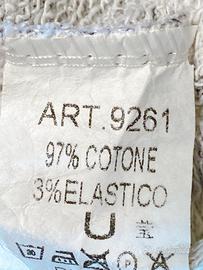 ART.9261
97% COTONE
3%ELASTICO
U